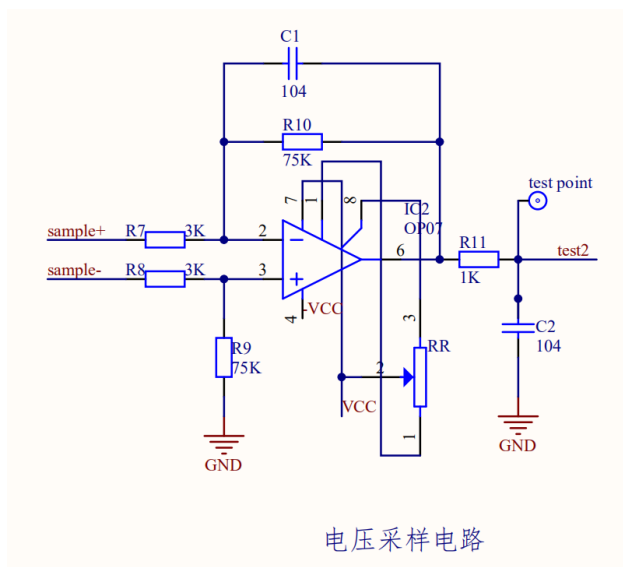 C1
104
R10
75K
test point
7
1
8
IC2
OP07
sample+
R7
3K
2
6
R11
test2
sample-
R8
3K
3
1K
4
-VCC
3
C2
R9
RR
104
75K
2
VCC
1
GND
GND
电压采样电路